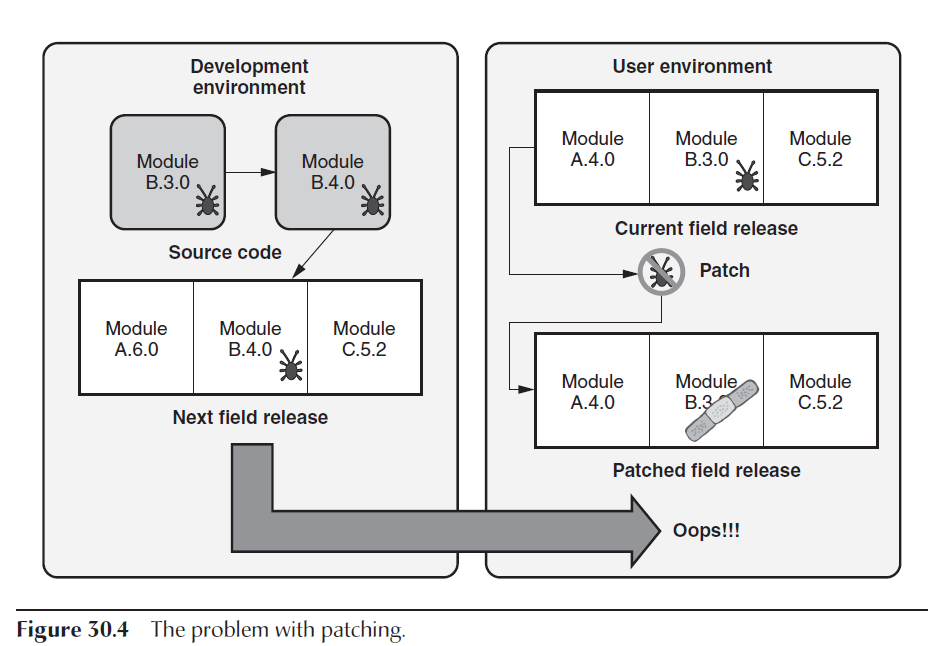 Development
environment
Module
B.3.0
Module
B.4.0
Source code
Module
A.6.0
Module
B.4.0
Module
C.5.2
Next field release
User environment
Module
A.4.0
Module
B.3.0
Module
C.5.2
Current field release
Patch
Module
A.4.0
Module
B.3
Module
C.5.2
Patched field release
Oops!!!
Figure 30.4 The problem with patching.